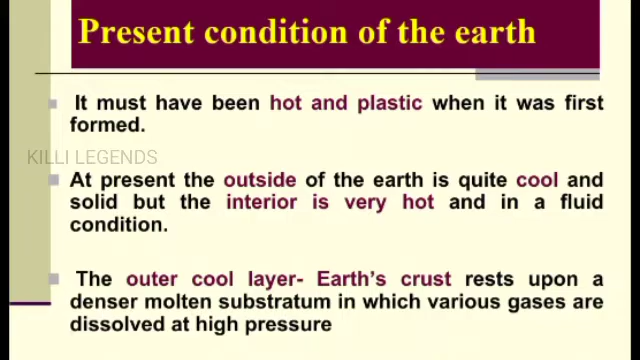 Present condition of the earth
It must have been hot and plastic when it was first
formed.
KILLI LEGENDS
At present the outside of the earth is quite cool and
solid but the interior is very hot and in a fluid
condition.
The outer cool layer- Earth's crust rests upon a
denser molten substratum in which various gases are
dissolved at high pressure